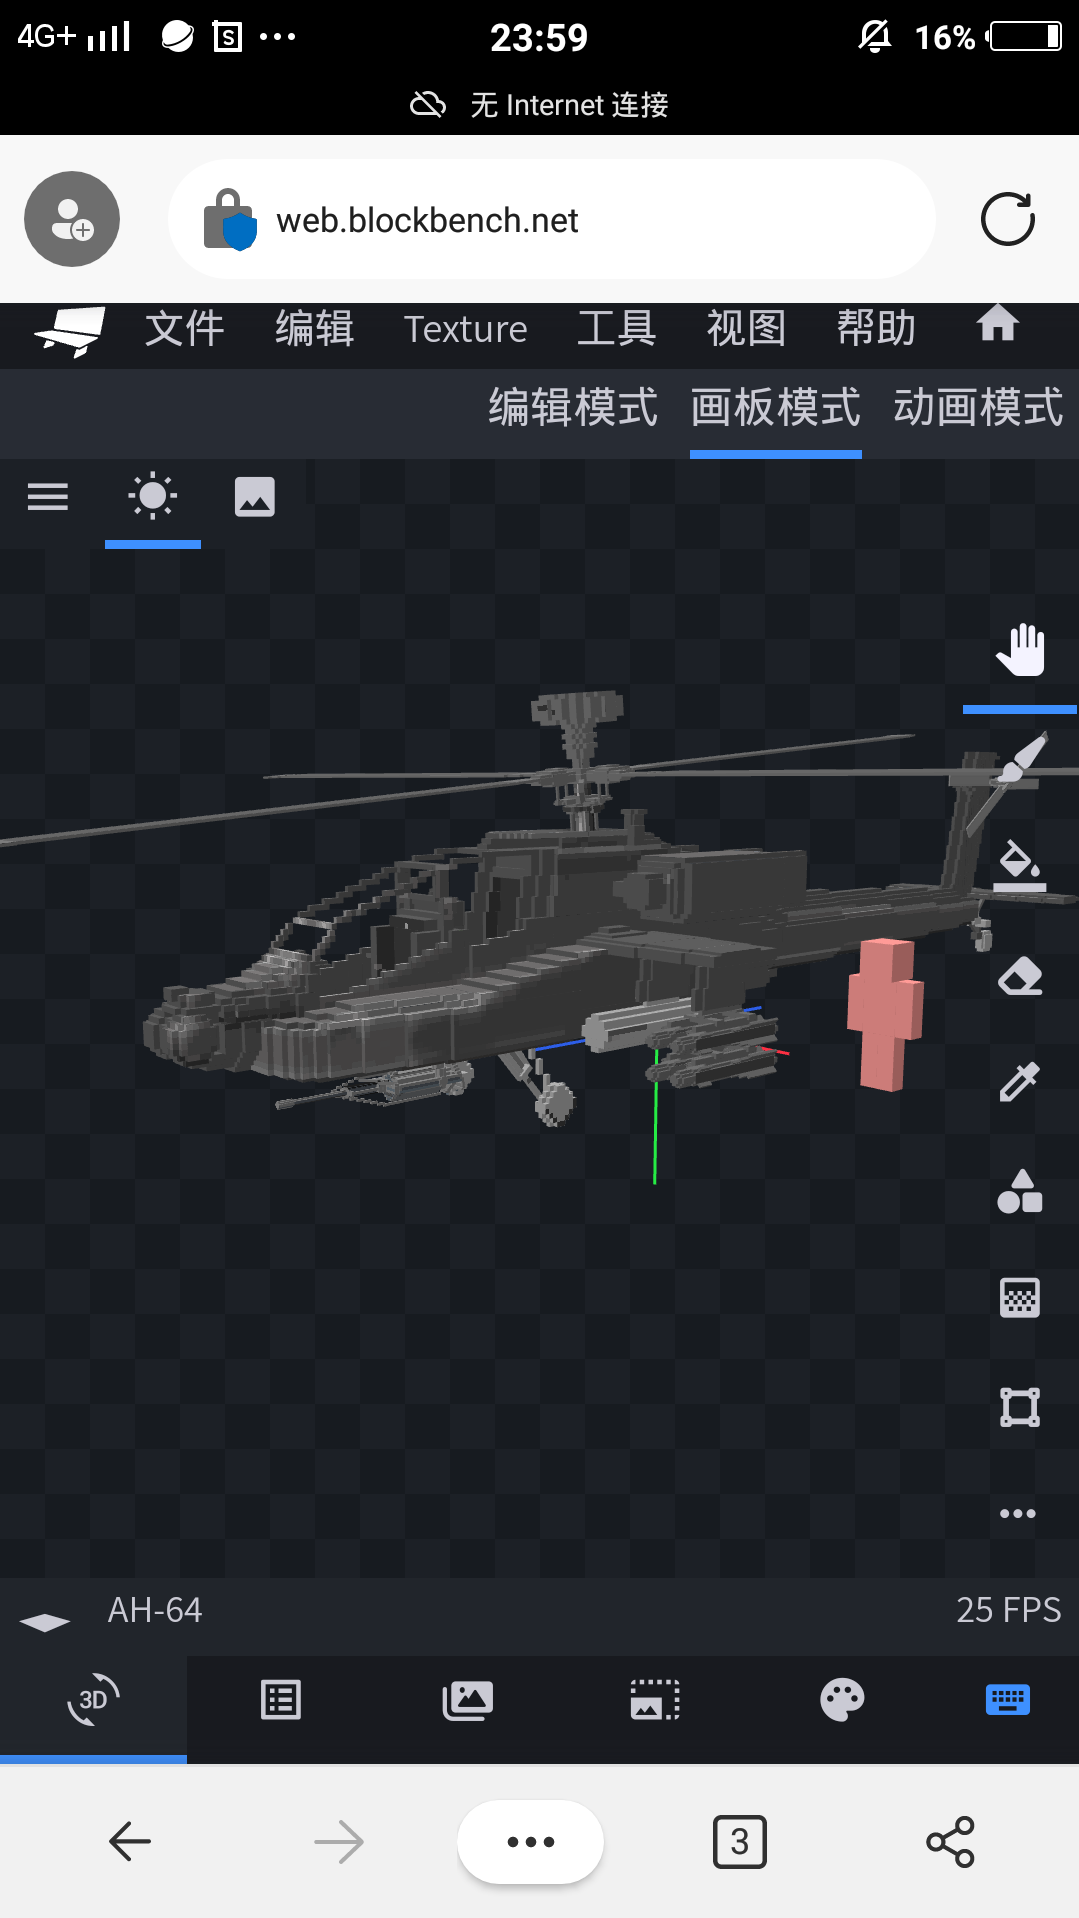 4G+ S 23:59 16%
无 Internet 连接
web.blockbench.net
文件 编辑 Texture 工具 视图 帮助
编辑模式 画板模式 动画模式
AH-64 25 FPS
3D
3